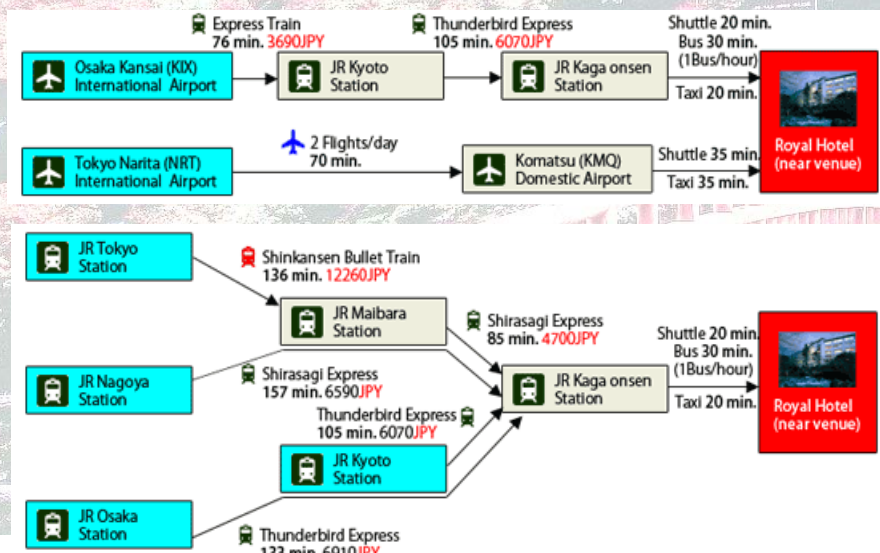 Express Train
76 min. 3690JPY
Thunderbird Express
105 min. 6070JPY
Shuttle 20 min.
Bus 30 min.
(1Bus/hour)
Taxi 20 min.
Osaka Kansai (KIX)
International Airport
JR Kyoto
Station
JR Kaga onsen
Station
Royal Hotel
(near venue)
2 Flights/day
70 min.
Tokyo Narita (NRT)
International Airport
Komatsu (KMQ)
Domestic Airport
Shuttle 35 min.
Taxi 35 min.
JR Tokyo
Station
Shinkansen Bullet Train
136 min. 12260JPY
JR Maibara
Station
Shirasagi Express
85 min. 4700JPY
Shuttle 20 min.
Bus 30 min.
(1Bus/hour)
Taxi 20 min.
JR Nagoya
Station
Shirasagi Express
157 min. 6590JPY
JR Kaga onsen
Station
Royal Hotel
(near venue)
Thunderbird Express
105 min. 6070JPY
JR Kyoto
Station
JR Osaka
Station
Thunderbird Express
min. 6910JPY